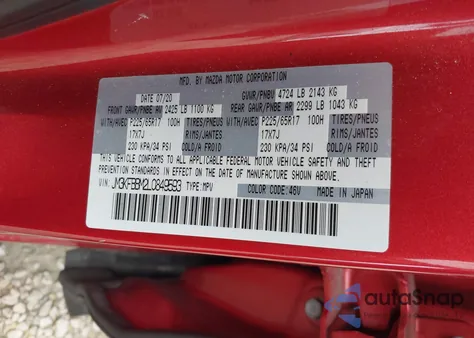 MFD. BY MAZDA MOTOR CORPORATION
DATE 07/20 GVWR/PNBV 4724 LB 2143 KG
FRONT GAWR/PNBE AV 2425 LB 1100 KG REAR GAWR/PNBE AR 2299 LB 1043 KG
WITH/AVEC P225/65R17 100H TIRES/PNEUS WITH/AVEC P225/65R17 100H TIRES/PNEUS
17X7J RIMS/JANTES 17X7J RIMS/JANTES
230 KPA/34 PSI COLD/A FROID 230 KPA/34 PSI COLD/A FROID
THIS VEHICLE CONFORMS TO ALL APPLICABLE FEDERAL MOTOR VEHICLE SAFETY, BUMPER, AND THEFT
PREVENTION STANDARDS IN EFFECT ON THE DATE OF MANUFACTURE SHOWN ABOVE.
VIN: JM3KFBBM2L0849593 TYPE: MPV
COLOR CODE: 46V MADE IN JAPAN
autoSnap